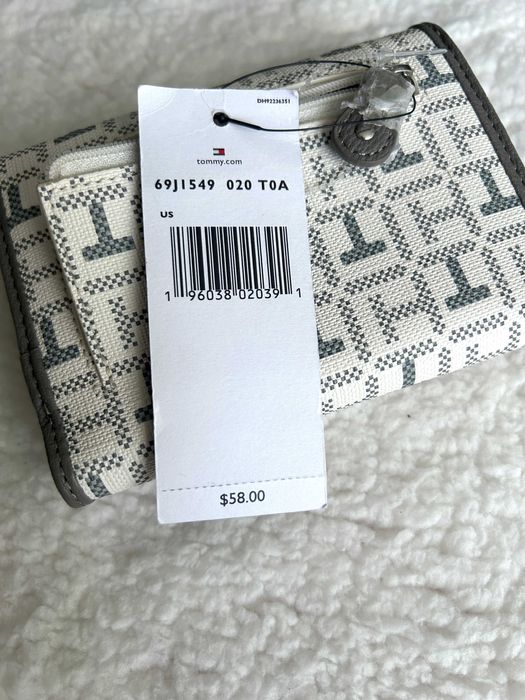 DH92236351
tommy.com
69J1549 020 T0A
US
1 96038 02039 1
$58.00